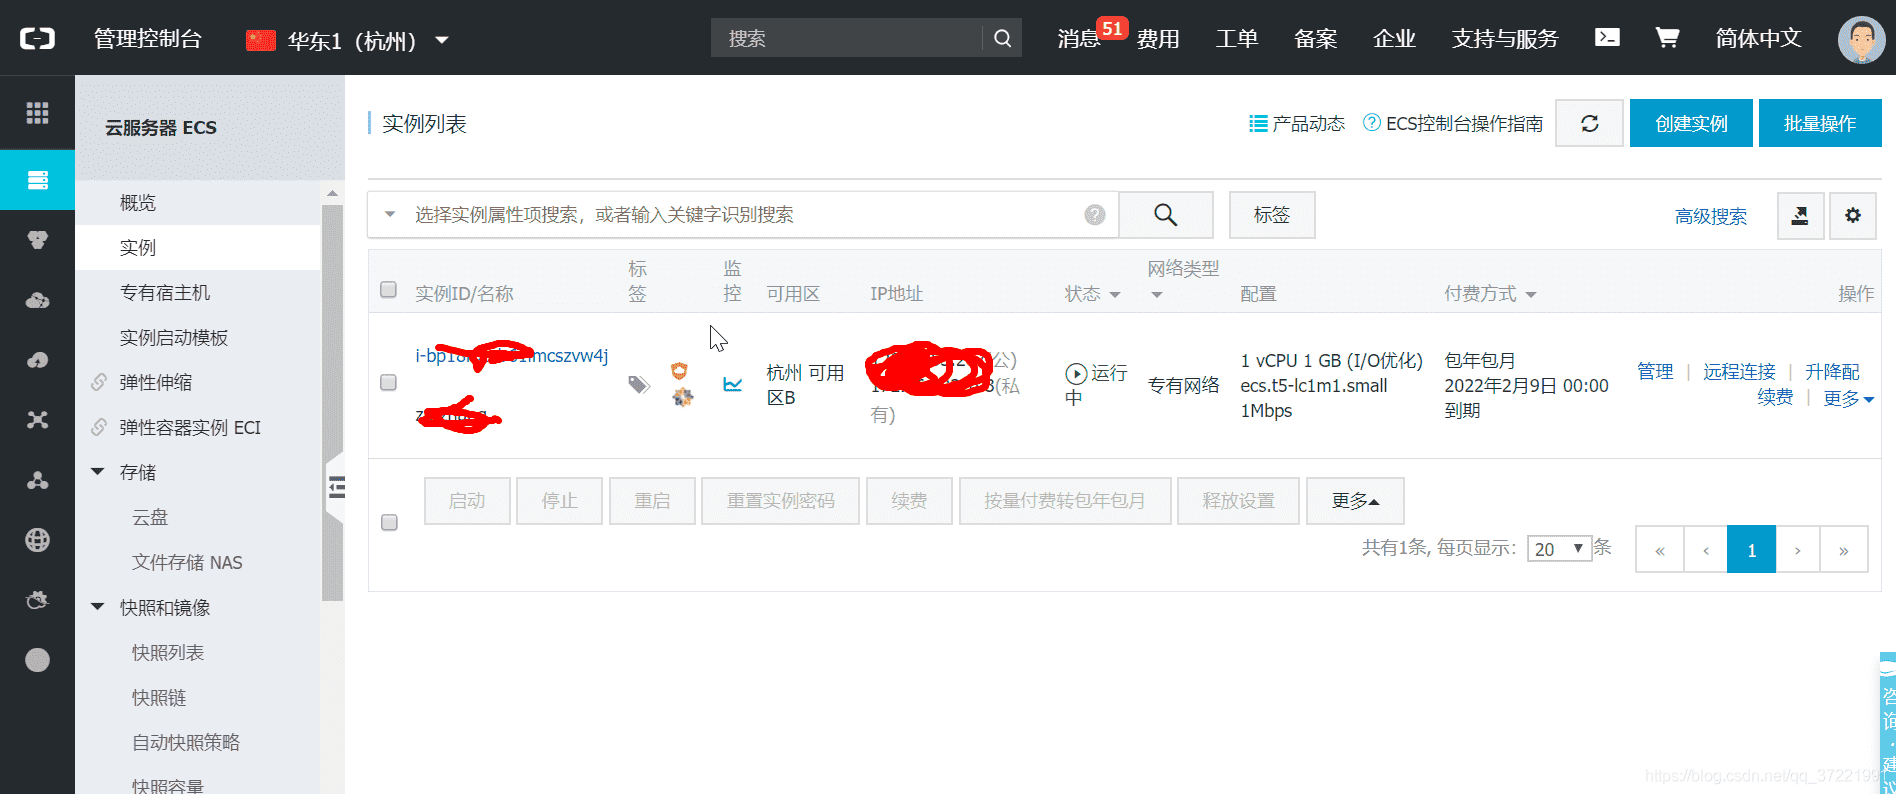 管理控制台
华东1（杭州）
搜索
消息
51
费用
工单
备案
企业
支持与服务
简体中文
云服务器 ECS
概览
实例
专有宿主机
实例启动模板
弹性伸缩
弹性容器实例 ECI
存储
云盘
文件存储 NAS
快照和镜像
快照列表
快照链
自动快照策略
快照容量
实例列表
产品动态
ECS控制台操作指南
创建实例
批量操作
选择实例属性项搜索，或者输入关键字识别搜索
标签
高级搜索
实例ID/名称
标
签
监
控
可用区
IP地址
状态
网络类型
配置
付费方式
操作
mcszvw4j
杭州 可用
区B
公)
(私
有)
运行
中
专有网络
1 vCPU 1 GB (I/O优化)
ecs.t5-lc1m1.small
1Mbps
包年包月
2022年2月9日 00:00
到期
管理 | 远程连接 | 升降配
续费 | 更多
启动
停止
重启
重置实例密码
续费
按量付费转包年包月
释放设置
更多
共有1条, 每页显示: 20 条
« ‹ 1 › »
咨
询
·
建
议
https://blog.csdn.net/qq_3722199